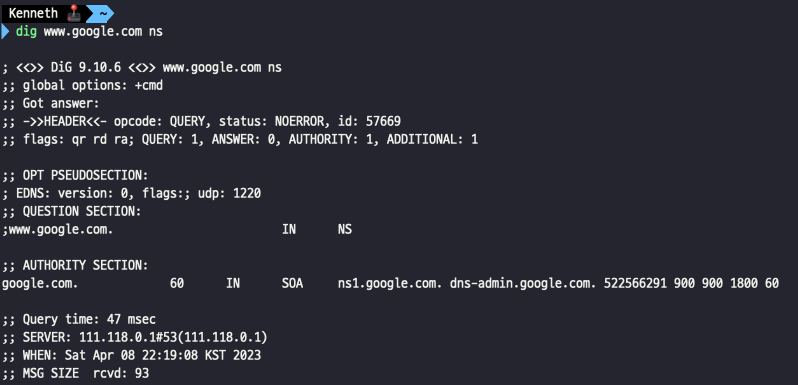 Kenneth 🕹️ ~
dig www.google.com ns
; <<>> DiG 9.10.6 <<>> www.google.com ns
;; global options: +cmd
;; Got answer:
;; ->>HEADER<<- opcode: QUERY, status: NOERROR, id: 57669
;; flags: qr rd ra; QUERY: 1, ANSWER: 0, AUTHORITY: 1, ADDITIONAL: 1
;; OPT PSEUDOSECTION:
; EDNS: version: 0, flags:; udp: 1220
;; QUESTION SECTION:
;www.google.com. IN NS
;; AUTHORITY SECTION:
google.com. 60 IN SOA ns1.google.com. dns-admin.google.com. 522566291 900 900 1800 60
;; Query time: 47 msec
;; SERVER: 111.118.0.1#53(111.118.0.1)
;; WHEN: Sat Apr 08 22:19:08 KST 2023
;; MSG SIZE rcvd: 93